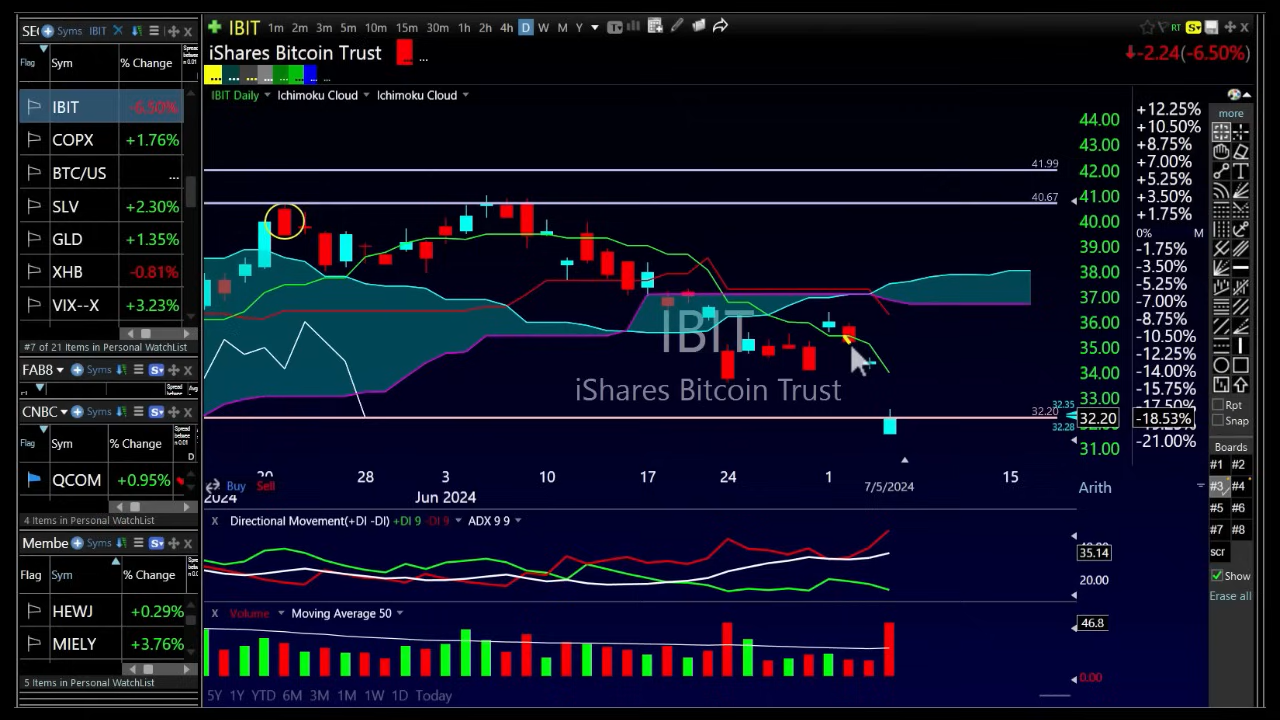 IBIT 1m 2m 3m 5m 10m 15m 30m 1h 2h 4h D W M Y
iShares Bitcoin Trust ...
-2.24(-6.50%)
IBIT Daily Ichimoku Cloud Ichimoku Cloud
Syms IBIT
Flag Sym % Change
IBIT -6.50%
COPX +1.76%
BTC/US ...
SLV +2.30%
GLD +1.35%
XHB -0.81%
VIX--X +3.23%
#7 of 21 Items in Personal WatchList
FAB8 Syms
CNBC Syms
Flag Sym % Change
QCOM +0.95%
4 Items in Personal WatchList
Membe Syms
Flag Sym % Change
HEWJ +0.29%
MIELY +3.76%
5 Items in Personal WatchList
41.99
40.67
32.20
IBIT
iShares Bitcoin Trust
44.00
43.00
42.00
41.00
40.00
39.00
38.00
37.00
36.00
35.00
34.00
33.00
32.35
32.20
32.28
31.00
+12.25%
+10.50%
+8.75%
+7.00%
+5.25%
+3.50%
+1.75%
0% M
-1.75%
-3.50%
-5.25%
-7.00%
-8.75%
-10.50%
-12.25%
-14.00%
-15.75%
-17.50%
-18.53%
-21.00%
20 28 3 10 17 24 1 15
Buy Sell
2024 Jun 2024 7/5/2024
Arith
X Directional Movement(+DI -DI) +DI 9 -DI 9 ADX 9 9
35.14
20.00
X Volume Moving Average 50
46.8
0.00
5Y 1Y YTD 6M 3M 1M 1W 1D Today
RT
more
Rpt
Snap
Boards
#1 #2
#3 #4
#5 #6
#7 #8
scr
Show
Erase all